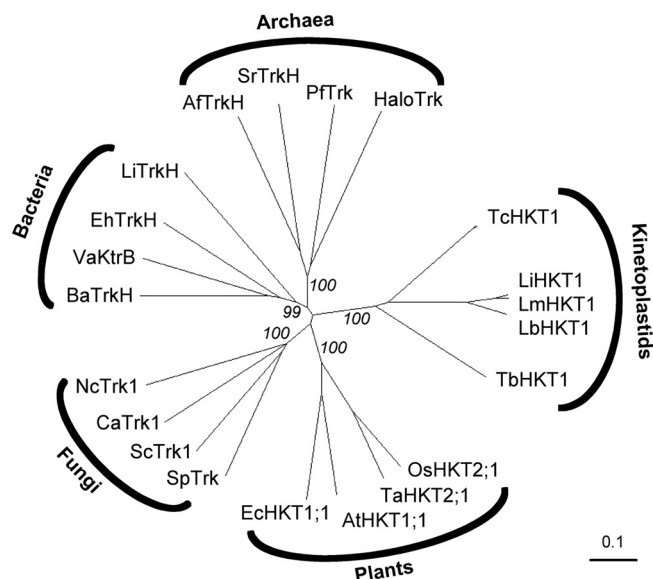 Archaea
SrTrkH
PfTrk
AfTrkH
HaloTrk
Bacteria
LiTrkH
EhTrkH
VaKtrB
BaTrkH
Kinetoplastids
TcHKT1
LiHKT1
LmHKT1
LbHKT1
TbHKT1
100
99
100
100
100
Fungi
NcTrk1
CaTrk1
ScTrk1
SpTrk
Plants
EcHKT1;1
AtHKT1;1
TaHKT2;1
OsHKT2;1
0.1